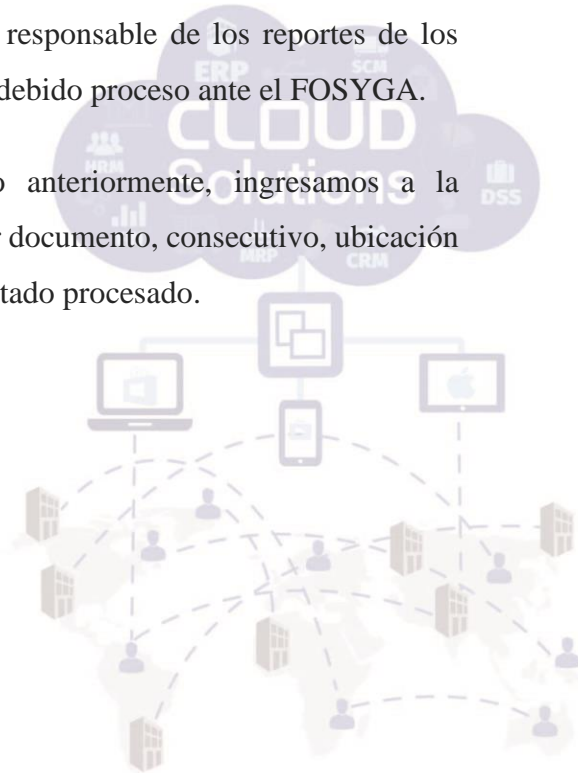 responsable de los reportes de los
ERP
SCM
debido proceso ante el FOSYGA.
CLOUD
HRM
o anteriormente, ingresamos a la
Solutions
DSS
r documento, consecutivo, ubicación
MRP
CRM
tado procesado.